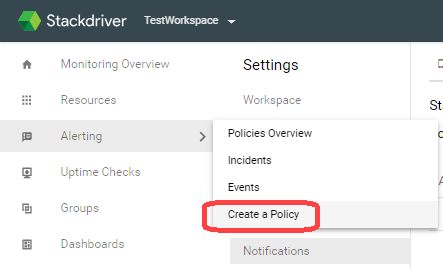 Stackdriver
TestWorkspace
Monitoring Overview
Resources
Alerting
Uptime Checks
Groups
Dashboards
Settings
Workspace
Policies Overview
Incidents
Events
Create a Policy
Notifications